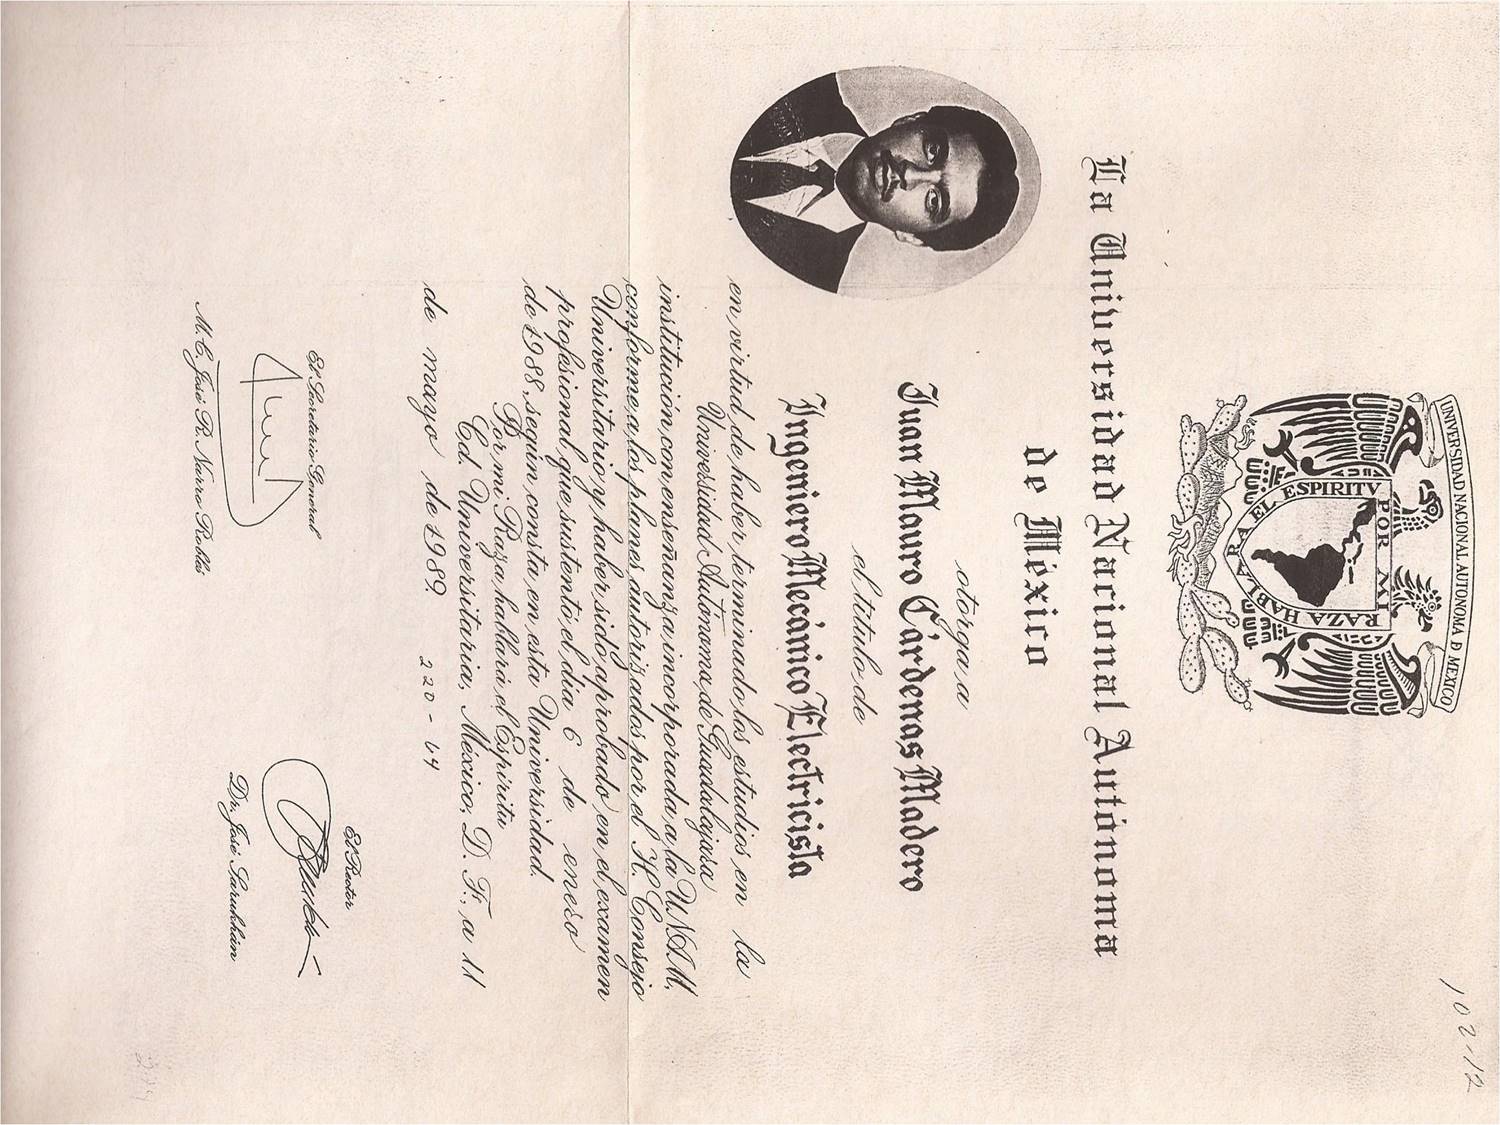 UNIVERSIDAD NACIONAL AUTONOMA D MEXICO
POR MI RAZA HABLARA EL ESPIRITV
102-12
La Universidad Nacional Autónoma
de México
otorga a
Juan Mauro Cárdenas Madero
el título de
Ingeniero Mecánico Electricista
en virtud de haber terminado los estudios en la
Universidad Autónoma de Guadalajara
institución con enseñanza incorporada a la U.N.A.M.
conforme a los planes autorizados por el H. Consejo
Universitario y haber sido aprobado en el examen
profesional que sustentó el día 6 de enero
de 1988, según consta en esta Universidad.
Por mi Raza hablará el Espíritu
Cd. Universitaria, México, D. F., a 11
de mayo de 1989.
220-64
El Secretario General
M.C. José R. Narro Robles
El Rector
Dr. José Sarukhán